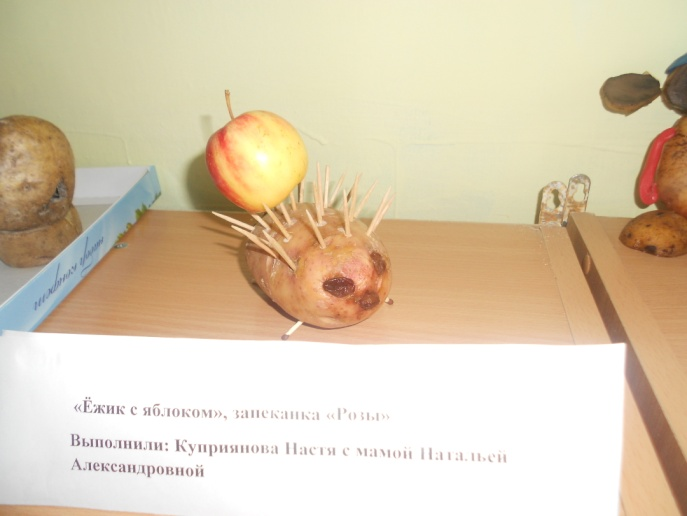 «Ёжик с яблоком», запеканка «Розы»
Выполнили: Куприянова Настя с мамой Натальей
Александровной